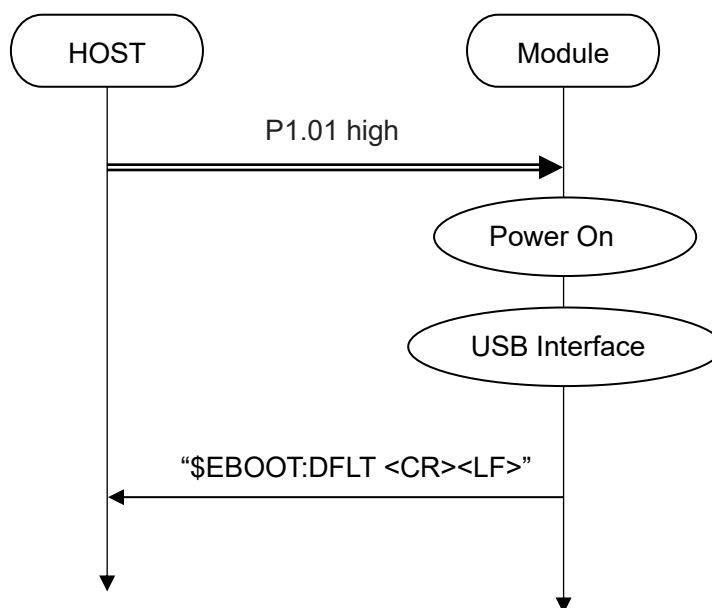 HOST
Module
P1.01 high
Power On
USB Interface
“$EBOOT:DFLT <CR><LF>”